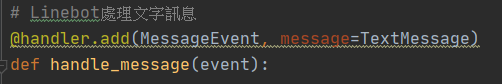 # Linebot處理文字訊息
@handler.add(MessageEvent, message=TextMessage)
def handle_message(event):